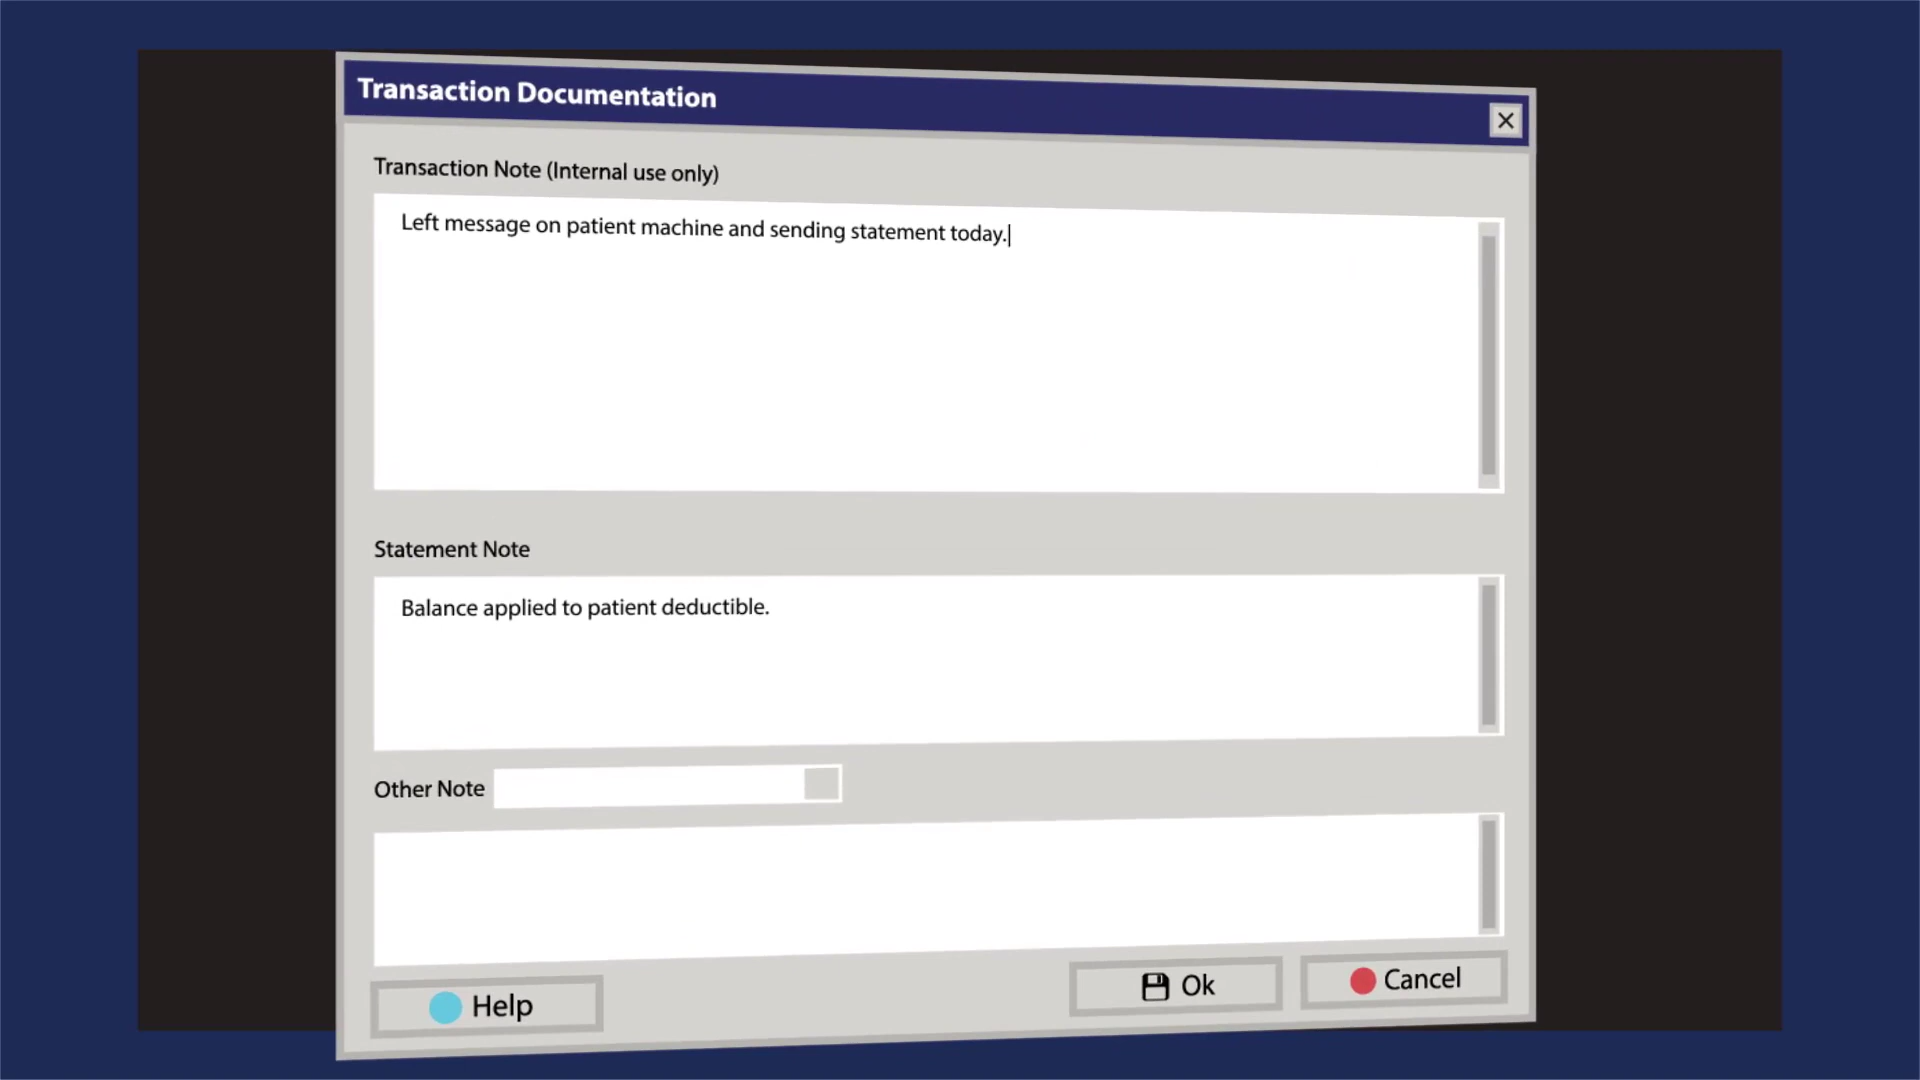 Transaction Documentation
Transaction Note (Internal use only)
Left message on patient machine and sending statement today.
Statement Note
Balance applied to patient deductible.
Other Note
Help
Ok
Cancel